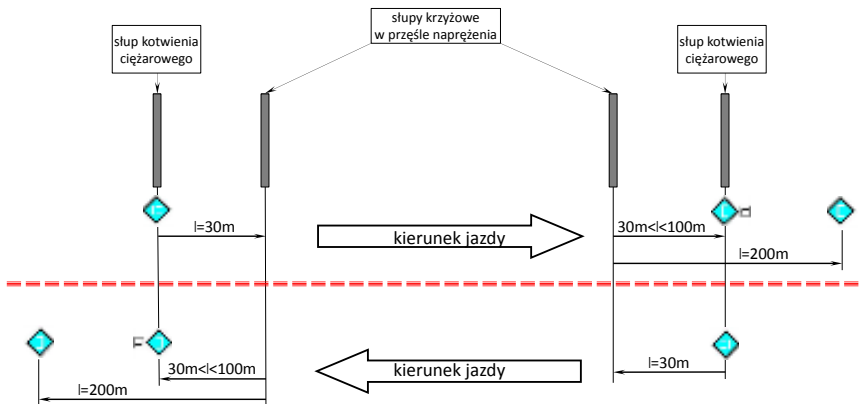 słupy krzyżowe
w przęśle naprężenia
słup kotwienia
ciężarowego
słup kotwienia
ciężarowego
l=30m
kierunek jazdy
30m<l<100m
l=200m
30m<l<100m
l=200m
kierunek jazdy
l=30m